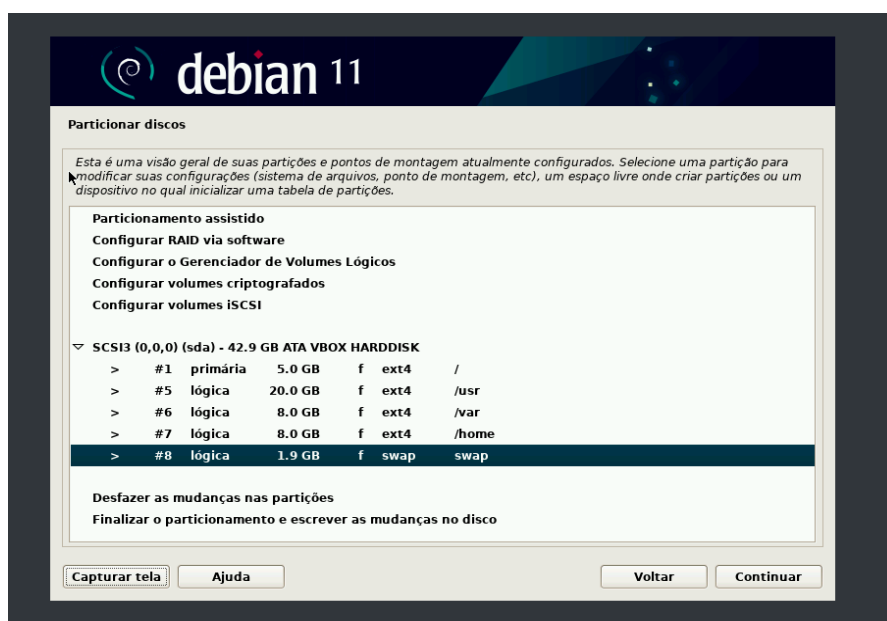 debian 11
Particionar discos
Esta é uma visão geral de suas partições e pontos de montagem atualmente configurados. Selecione uma partição para
modificar suas configurações (sistema de arquivos, ponto de montagem, etc), um espaço livre onde criar partições ou um
dispositivo no qual inicializar uma tabela de partições.
Particionamento assistido
Configurar RAID via software
Configurar o Gerenciador de Volumes Lógicos
Configurar volumes criptografados
Configurar volumes iSCSI
SCSI3 (0,0,0) (sda) - 42.9 GB ATA VBOX HARDDISK
> #1 primária 5.0 GB f ext4 /
> #5 lógica 20.0 GB f ext4 /usr
> #6 lógica 8.0 GB f ext4 /var
> #7 lógica 8.0 GB f ext4 /home
> #8 lógica 1.9 GB f swap swap
Desfazer as mudanças nas partições
Finalizar o particionamento e escrever as mudanças no disco
Capturar tela Ajuda Voltar Continuar